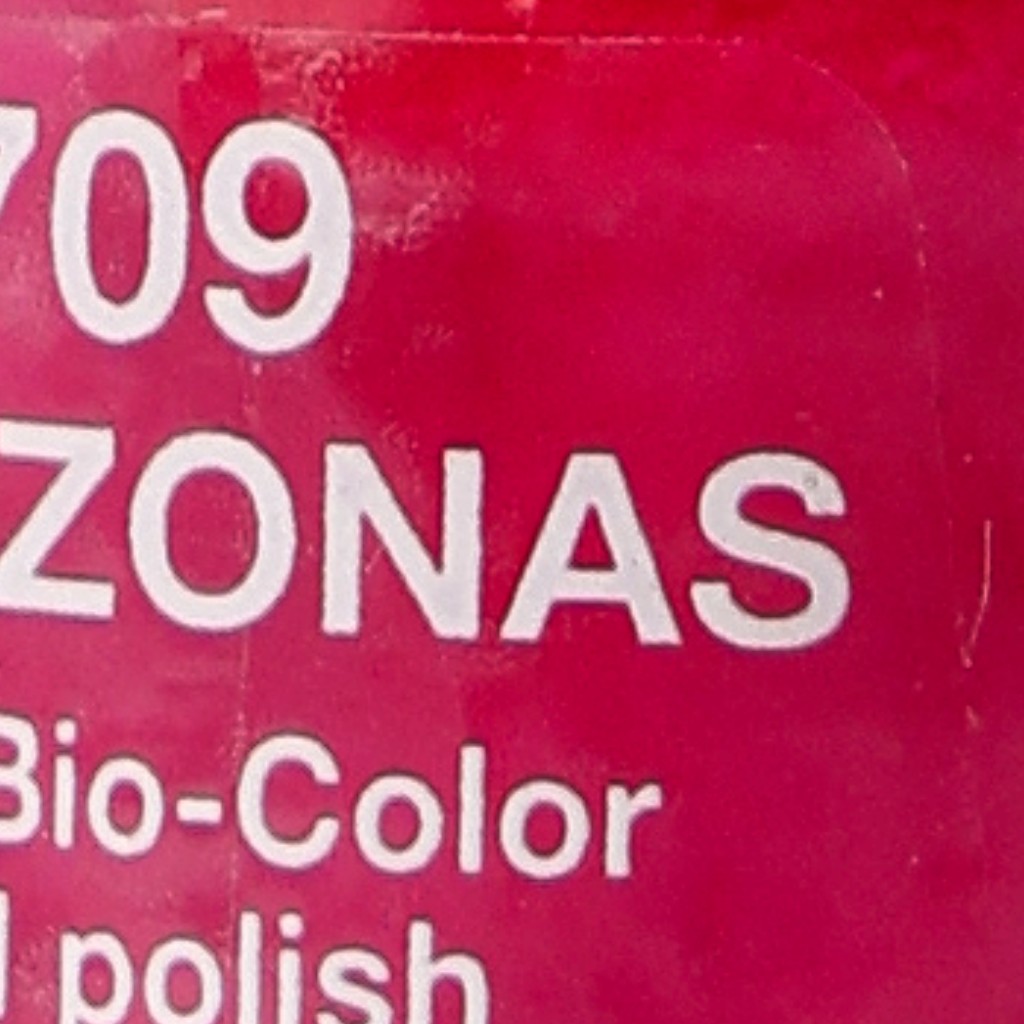 709
ZONAS
Bio-Color
polish